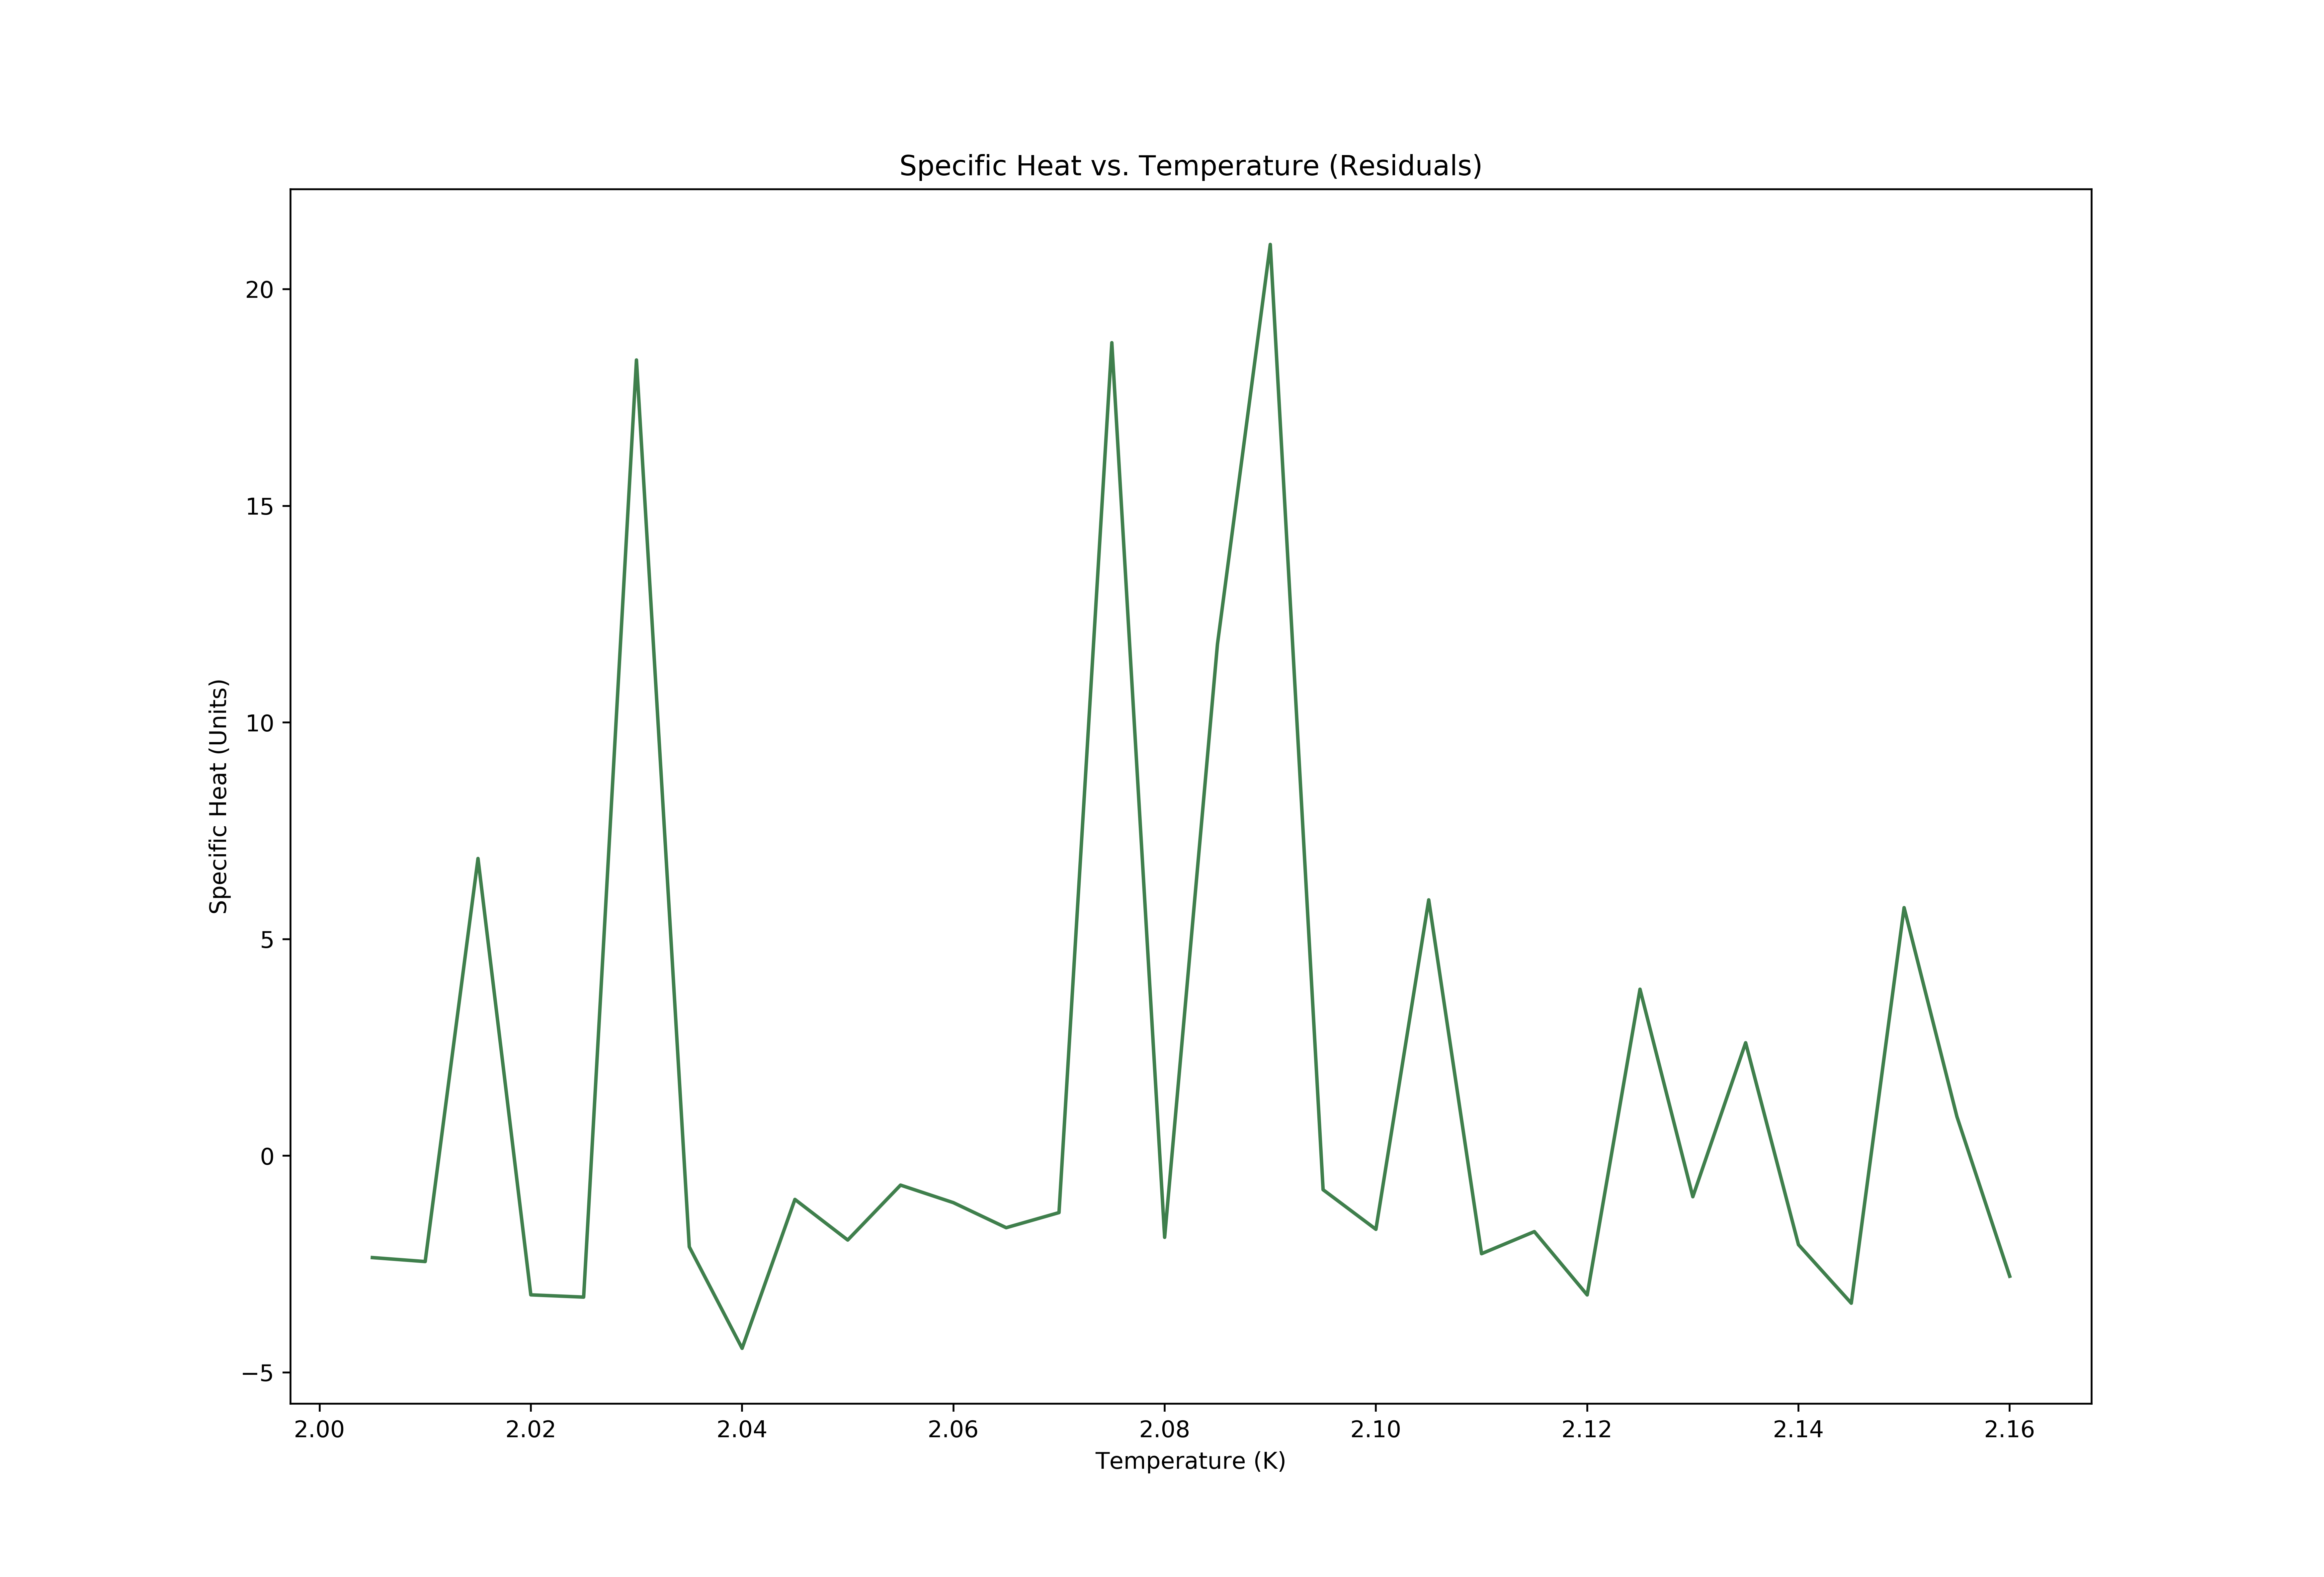 Specific Heat vs. Temperature (Residuals)
Specific Heat (Units)
20
15
10
5
0
−5
2.00 2.02 2.04 2.06 2.08 2.10 2.12 2.14 2.16
Temperature (K)